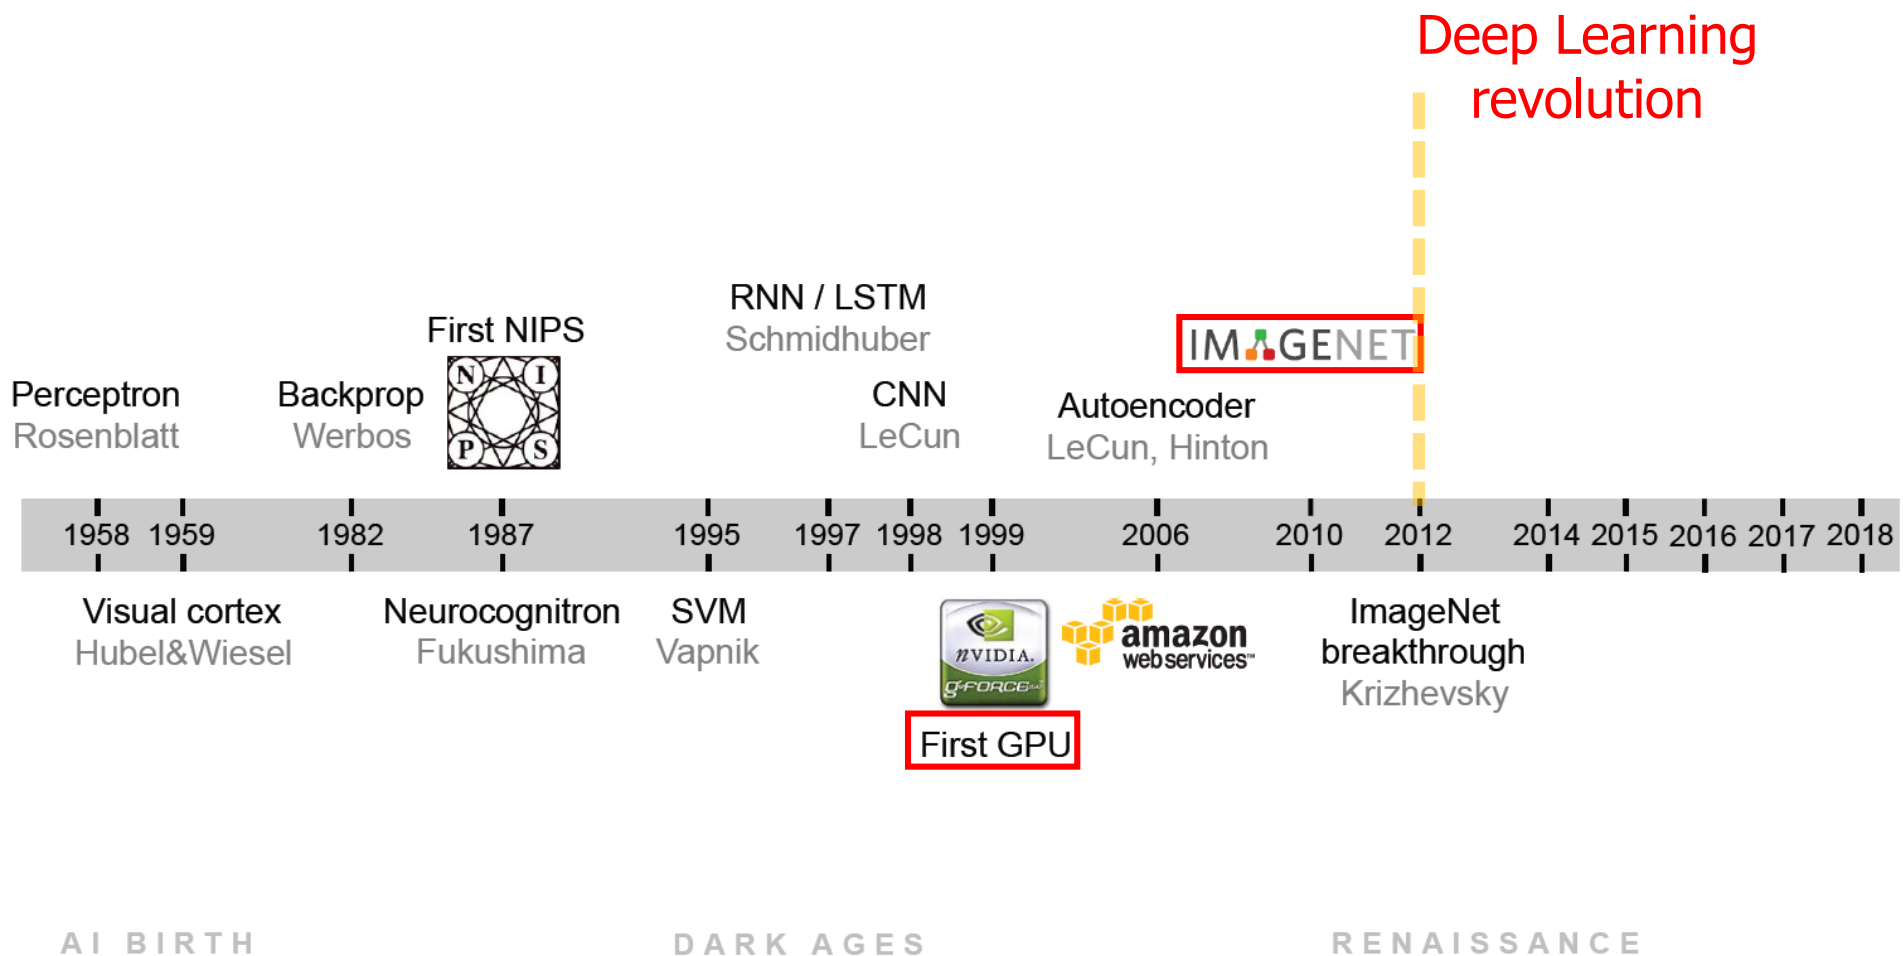 Deep Learning
revolution
RNN / LSTM
Schmidhuber
First NIPS
N I
P S
IMAGENET
Perceptron
Rosenblatt
Backprop
Werbos
CNN
LeCun
Autoencoder
LeCun, Hinton
1958 1959 1982 1987 1995 1997 1998 1999 2006 2010 2012 2014 2015 2016 2017 2018
Visual cortex
Hubel&Wiesel
Neurocognitron
Fukushima
SVM
Vapnik
nVIDIA.
GEFORCE
First GPU
amazon
webservices™
ImageNet
breakthrough
Krizhevsky
AI BIRTH
DARK AGES
RENAISSANCE